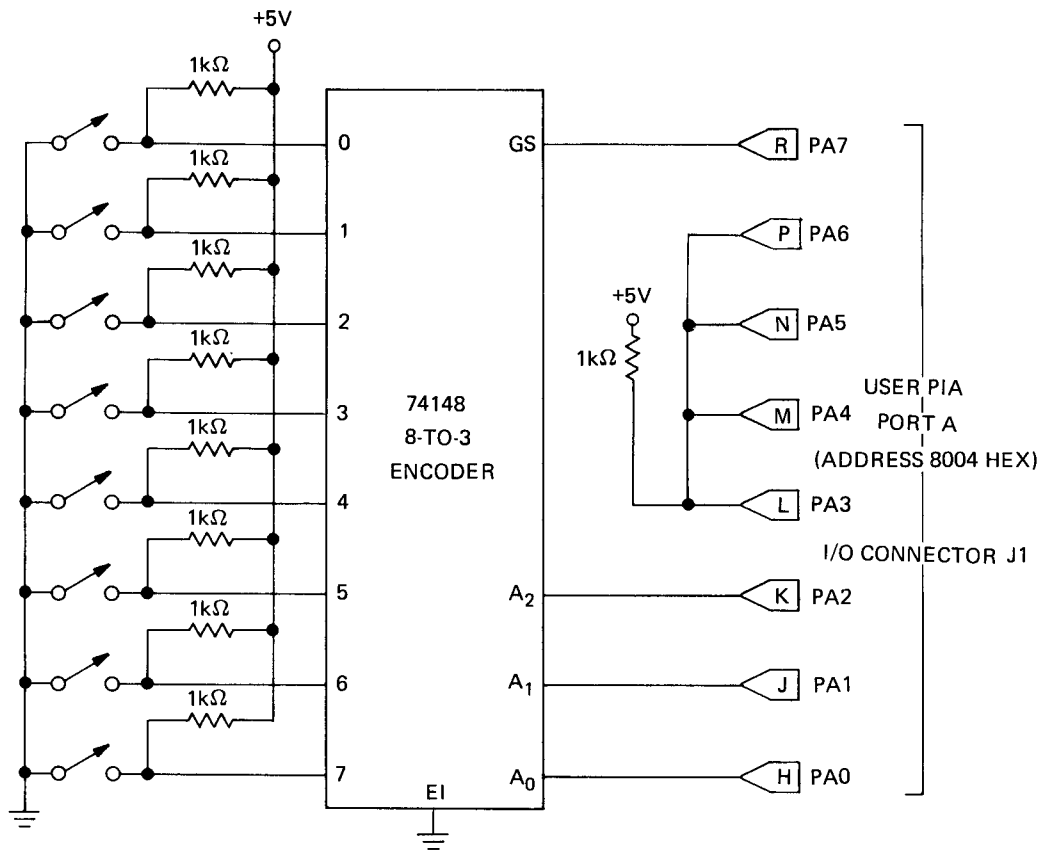 +5V
1kΩ
0
GS
R PA7
1kΩ
1
P PA6
1kΩ
2
+5V
N PA5
1kΩ
1kΩ
3
74148
8-TO-3
ENCODER
M PA4
USER PIA
PORT A
(ADDRESS 8004 HEX)
1kΩ
4
L PA3
I/O CONNECTOR J1
1kΩ
5
A₂
K PA2
1kΩ
6
A₁
J PA1
1kΩ
7
A₀
H PA0
EI